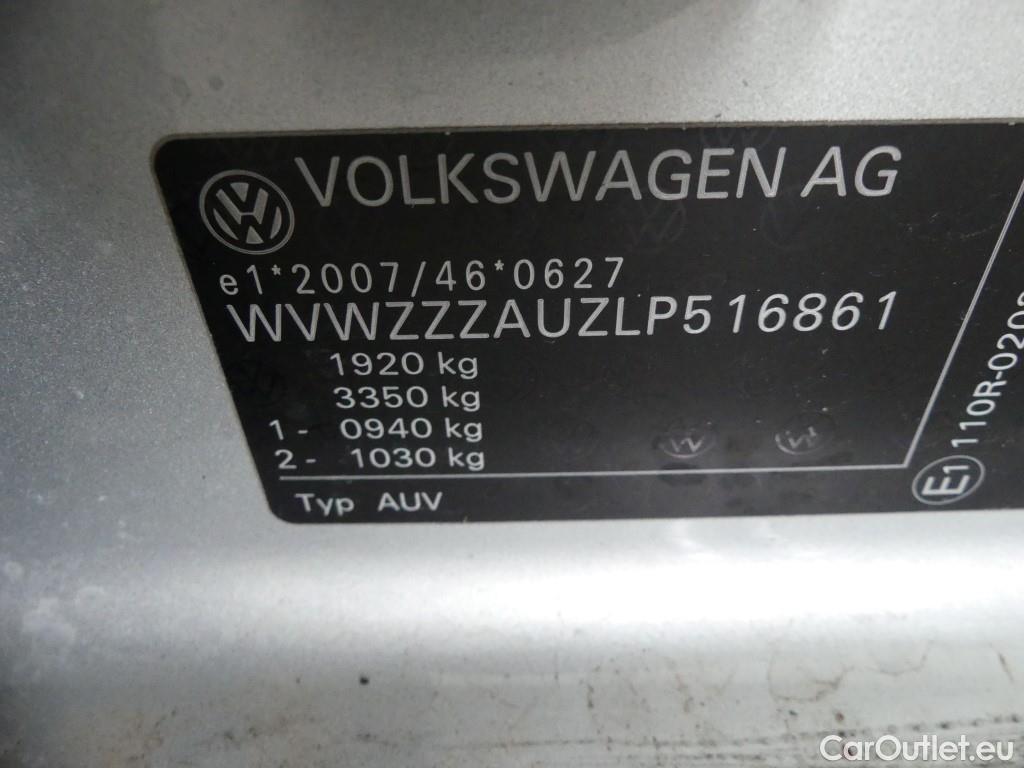 VOLKSWAGEN AG
e1*2007/46*0627
WVWZZZAUZLP516861
1920 kg
3350 kg
1- 0940 kg
2- 1030 kg
Typ AUV
E1 110R-020
CarOutlet.eu